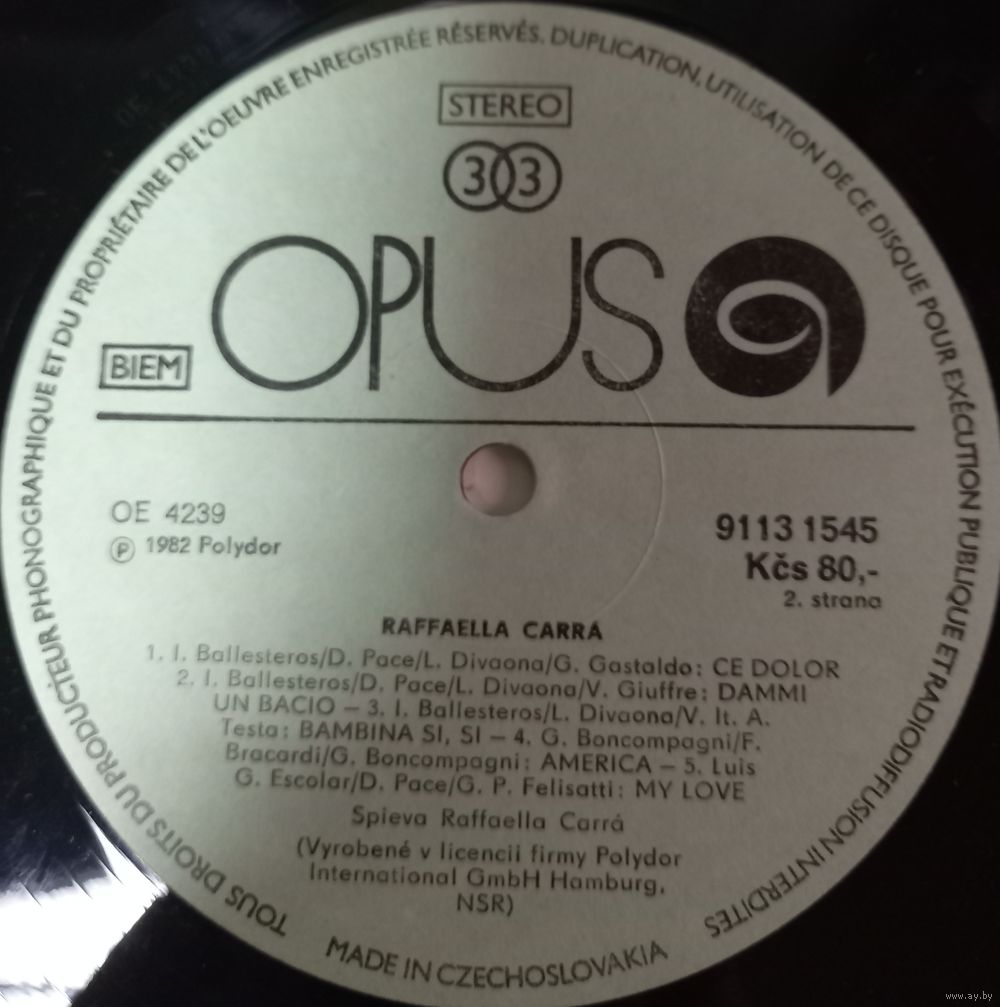 TOUS DROITS DU PRODUCTEUR PHONOGRAPHIQUE ET DU PROPRIÉTAIRE DE L'OEUVRE ENREGISTRÉE RÉSERVÉS. DUPLICATION, UTILISATION DE CE DISQUE POUR EXÉCUTION PUBLIQUE ET RADIODIFFUSION INTERDITES
STEREO
33
OPUS
BIEM
OE 4239
Ⓟ 1982 Polydor
9113 1545
Kčs 80,-
2. strana
RAFFAELLA CARRÁ
1. I. Ballesteros/D. Pace/L. Divaona/G. Gastaldo: CE DOLOR
2. I. Ballesteros/D. Pace/L. Divaona/V. Giuffre: DAMMI
UN BACIO – 3. I. Ballesteros/L. Divaona/V. It. A.
Testa: BAMBINA SI, SI – 4. G. Boncompagni/F.
Bracardi/G. Boncompagni: AMERICA – 5. Luis
G. Escolar/D. Pace/G. P. Felisatti: MY LOVE
Spieva Raffaella Carrá
(Vyrobené v licencii firmy Polydor
International GmbH Hamburg,
NSR)
MADE IN CZECHOSLOVAKIA
www.ay.by